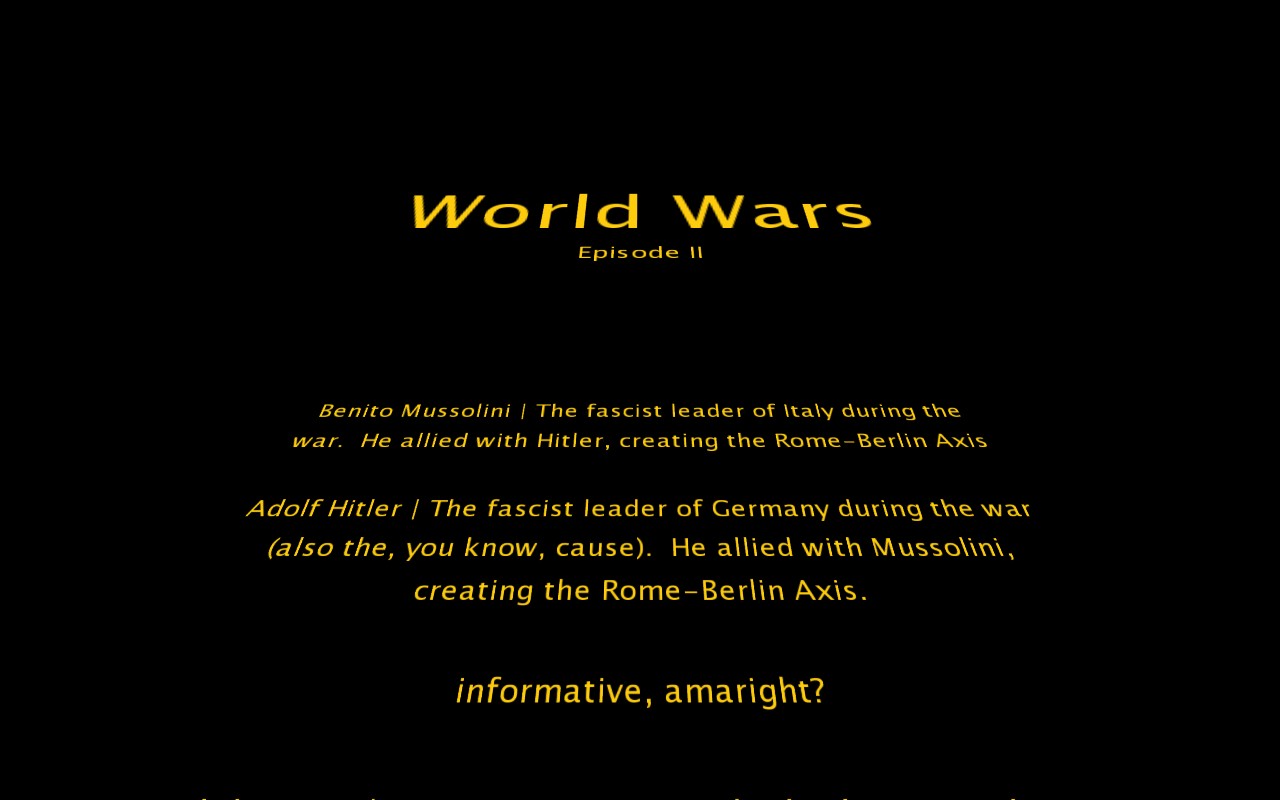 World Wars
Episode II
Benito Mussolini | The fascist leader of Italy during the
war.  He allied with Hitler, creating the Rome-Berlin Axis
Adolf Hitler | The fascist leader of Germany during the war
(also the, you know, cause).  He allied with Mussolini,
creating the Rome-Berlin Axis.
informative, amaright?